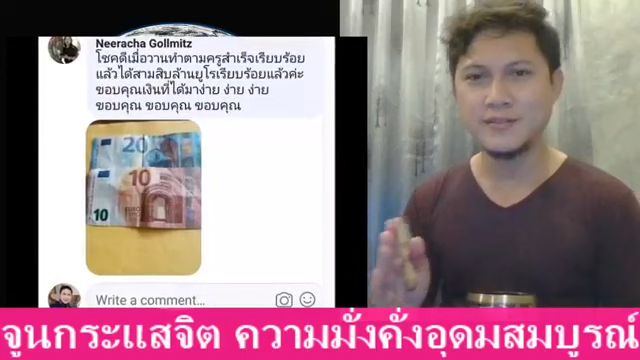 Neeracha Gollmitz
โชคดีเมื่อวานทำตามครูสำเร็จเรียบร้อย
แล้วได้สามสิบล้านยูโรเรียบร้อยแล้วค่ะ
ขอบคุณเงินที่ได้มาง่าย ง่าย ง่าย
ขอบคุณ ขอบคุณ ขอบคุณ
20
10
10
EURO
Write a comment...
จูนกระแสจิต ความมั่งคั่งอุดมสมบูรณ์